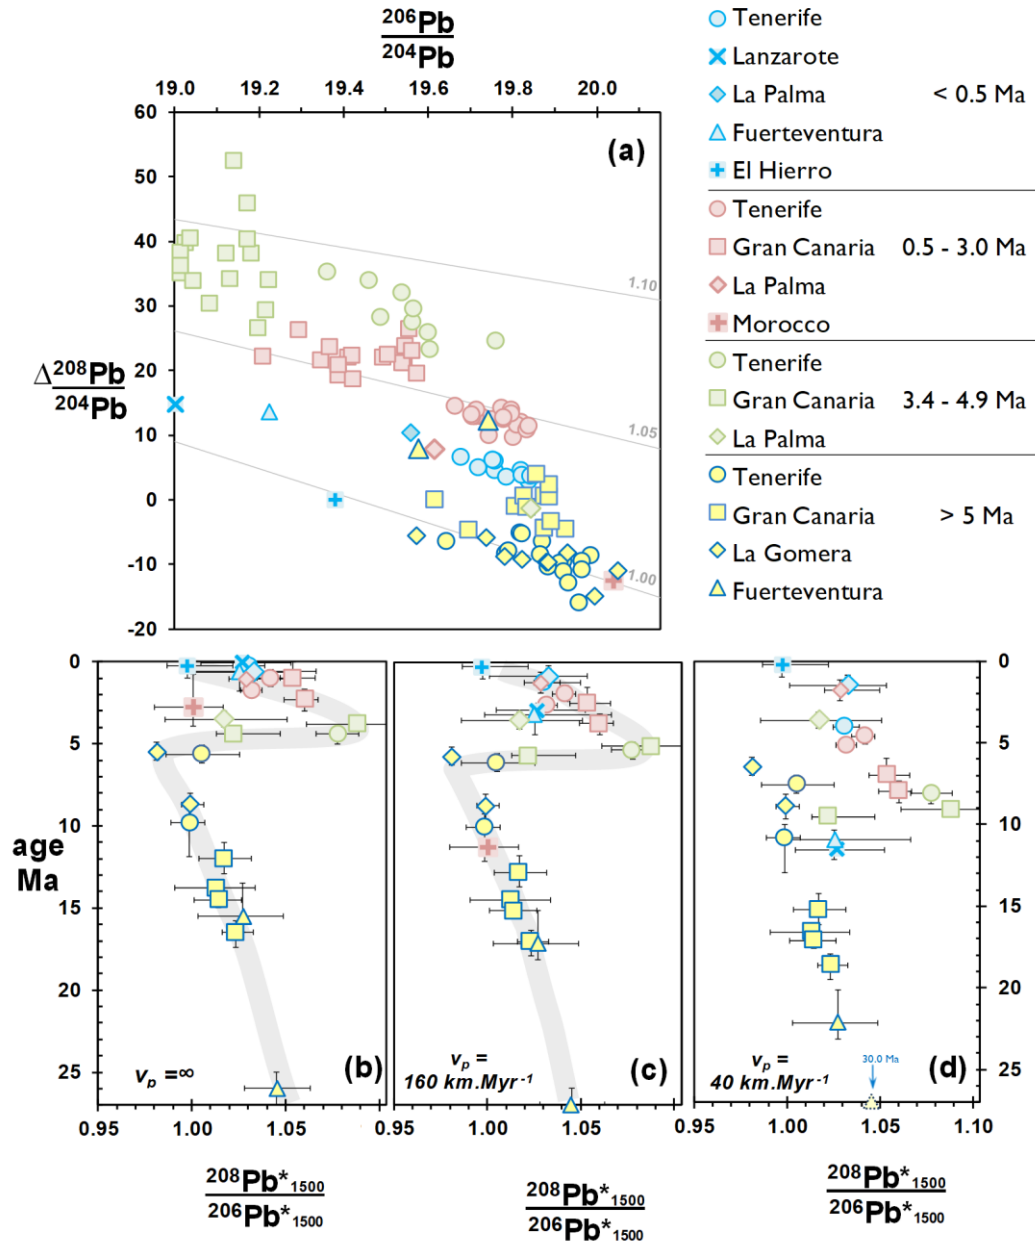 206Pb
204Pb
19.0 19.2 19.4 19.6 19.8 20.0
60
50
40
30
20
10
0
-10
-20
Δ208Pb
204Pb
(a)
1.10
1.05
1.00
Tenerife
Lanzarote
La Palma < 0.5 Ma
Fuerteventura
El Hierro
Tenerife
Gran Canaria 0.5 - 3.0 Ma
La Palma
Morocco
Tenerife
Gran Canaria 3.4 - 4.9 Ma
La Palma
Tenerife
Gran Canaria > 5 Ma
La Gomera
Fuerteventura
0
5
10
15
20
25
age
Ma
vp =∞
(b)
vp =
160 km.Myr-1
(c)
vp =
40 km.Myr-1
(d)
30.0 Ma
0
5
10
15
20
25
0.95 1.00 1.05 0.95 1.00 1.05 0.95 1.00 1.05 1.10
208Pb*1500
206Pb*1500
208Pb*1500
206Pb*1500
208Pb*1500
206Pb*1500